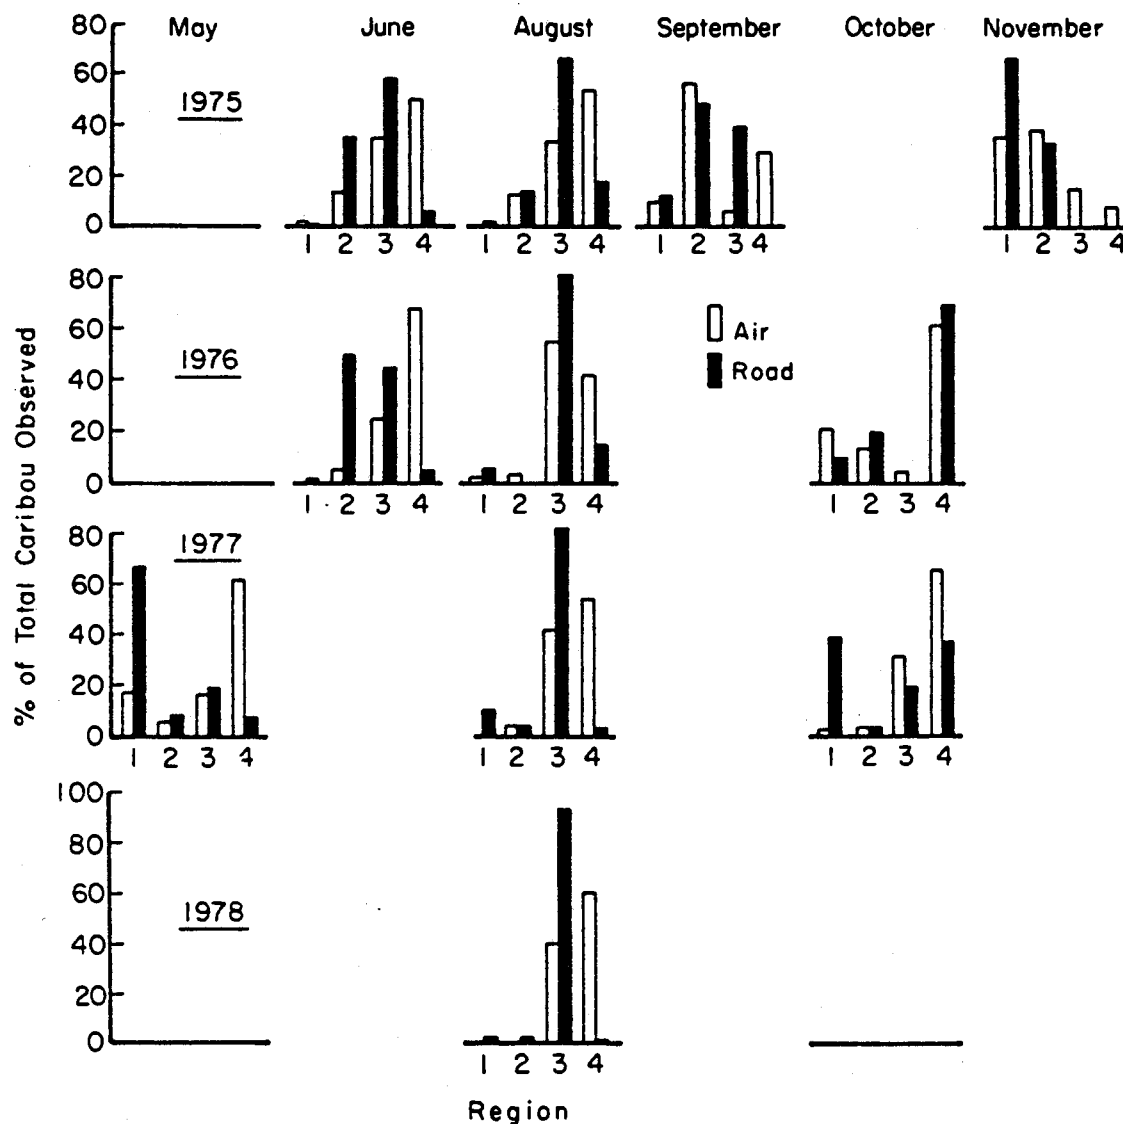 80 May June August September October November
60
1975
40
20
0
1 2 3 4 1 2 3 4 1 2 3 4 1 2 3 4
80
60
Air
1976
Road
40
20
0
1 2 3 4 1 2 3 4 1 2 3 4
80
1977
60
40
20
0
1 2 3 4 1 2 3 4 1 2 3 4
100
80
60
1978
40
20
0
1 2 3 4
% of Total Caribou Observed
Region